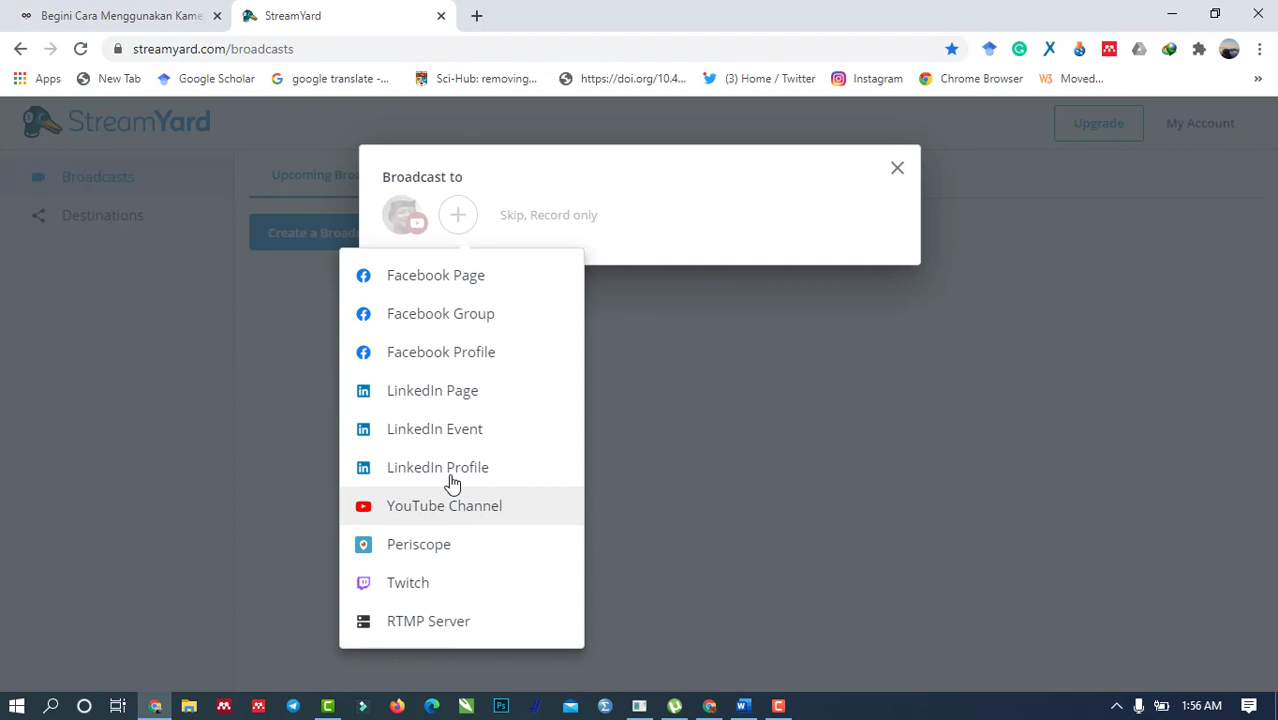 Begini Cara Menggunakan Kame
StreamYard
streamyard.com/broadcasts
Apps
New Tab
Google Scholar
google translate -...
Sci-Hub: removing...
https://doi.org/10.4...
(3) Home / Twitter
Instagram
Chrome Browser
Moved...
»
StreamYard
Upgrade
My Account
Broadcasts
Destinations
Upcoming Broa
Create a Broadc
Broadcast to
Skip, Record only
Facebook Page
Facebook Group
Facebook Profile
LinkedIn Page
LinkedIn Event
LinkedIn Profile
YouTube Channel
Periscope
Twitch
RTMP Server
1:56 AM